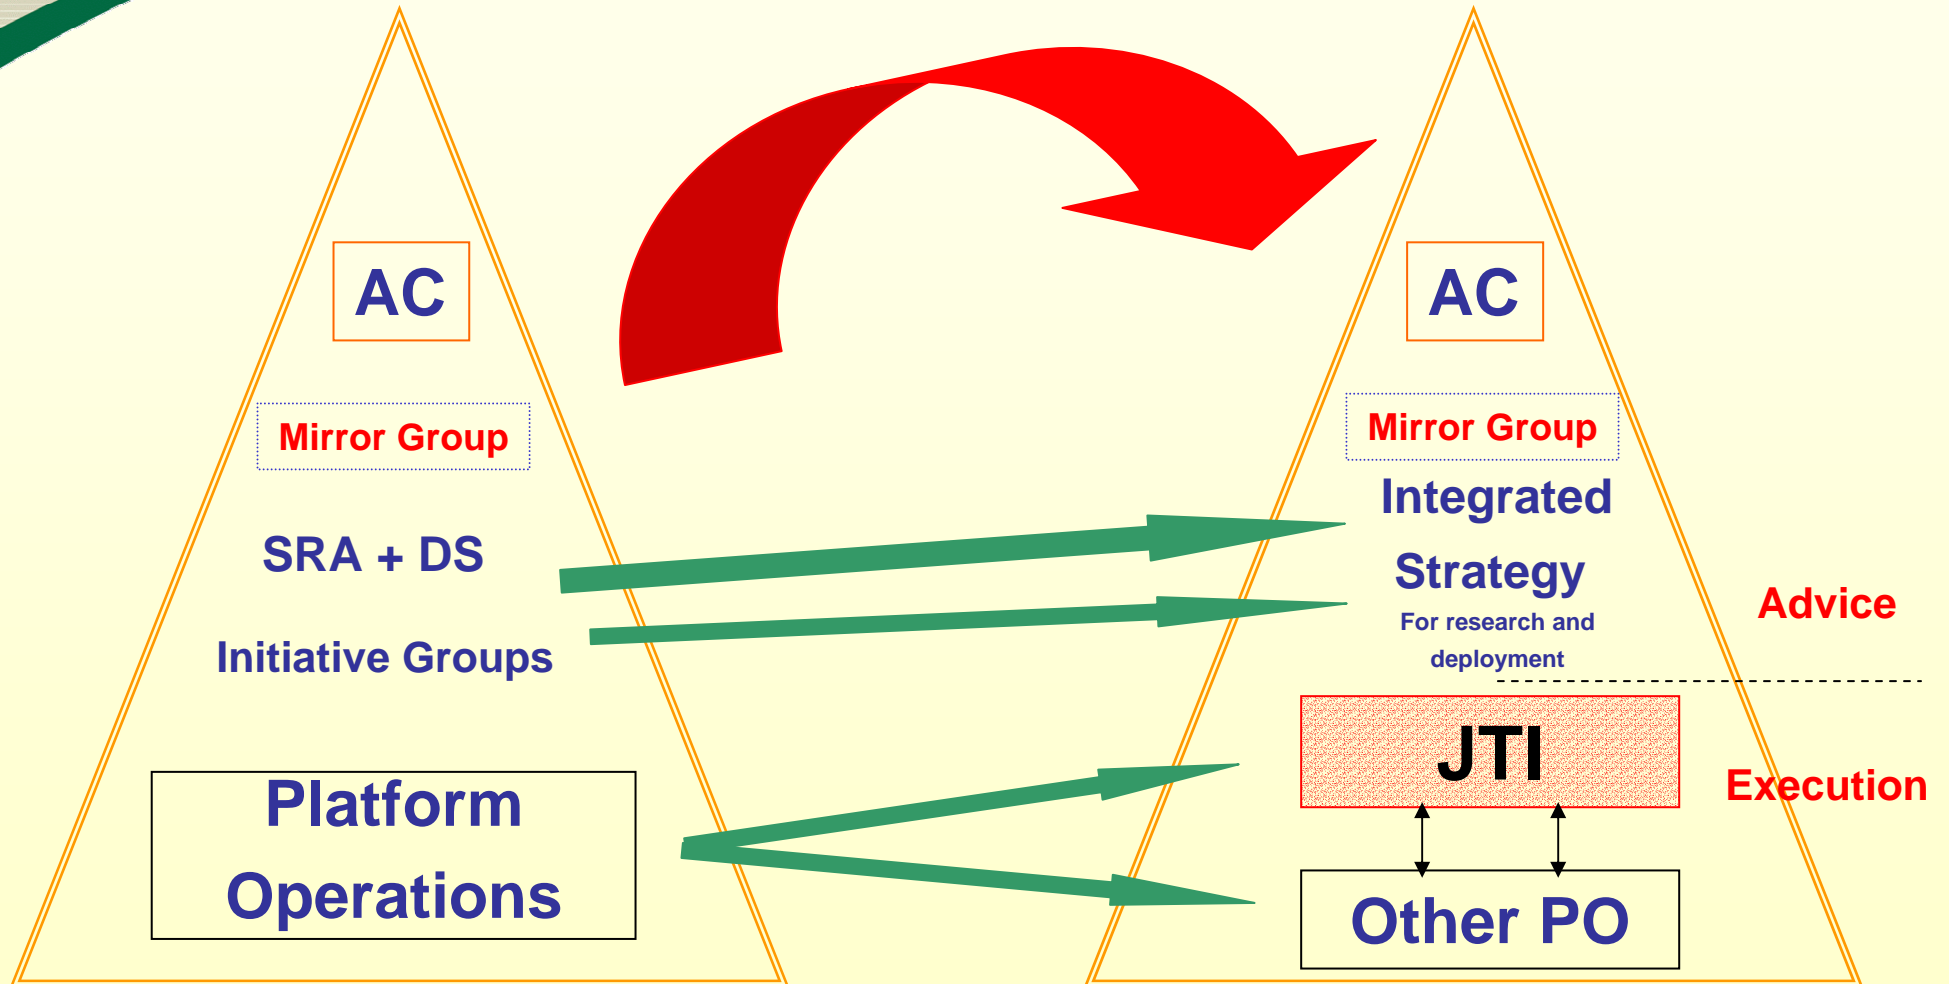 AC
Mirror Group
SRA + DS
Initiative Groups
Platform
Operations
AC
Mirror Group
Integrated
Strategy
For research and
deployment
Advice
JTI
Execution
Other PO